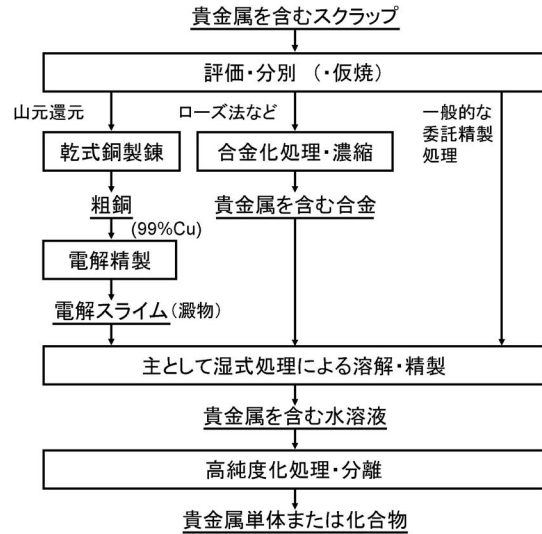 貴金属を含むスクラップ
評価・分別 （・仮焼）
山元還元
ローズ法など
一般的な
委託精製
処理
乾式銅製錬
合金化処理・濃縮
粗銅
(99%Cu)
貴金属を含む合金
電解精製
電解スライム(澱物)
主として湿式処理による溶解・精製
貴金属を含む水溶液
高純度化処理・分離
貴金属単体または化合物